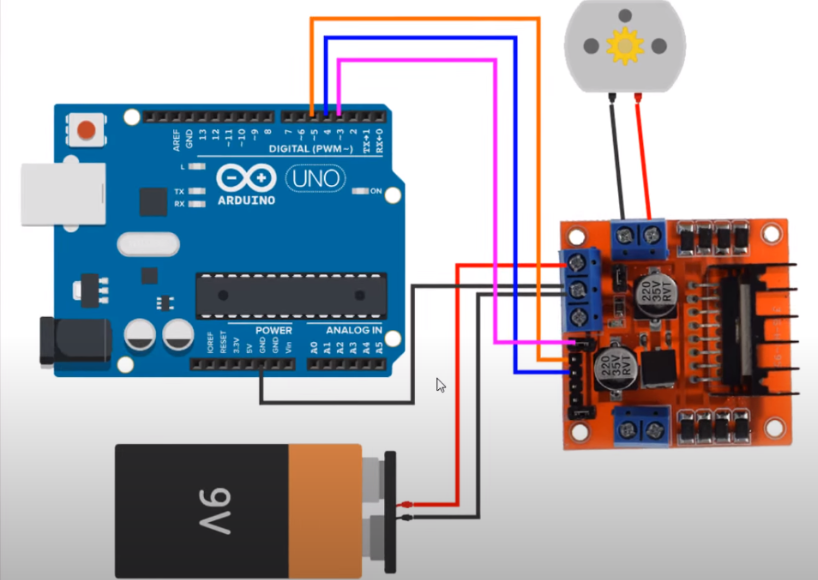 AREF
GND
13
12
~11
~10
~9
8
7
~6
~5
4
~3
2
TX→1
RX←0
DIGITAL (PWM~)
L
TX
RX
UNO
ON
ARDUINO
220
35V
RVT
POWER
ANALOG IN
IOREF
RESET
3.3V
5V
GND
GND
Vin
A0
A1
A2
A3
A4
A5
220
35V
RVT
9V